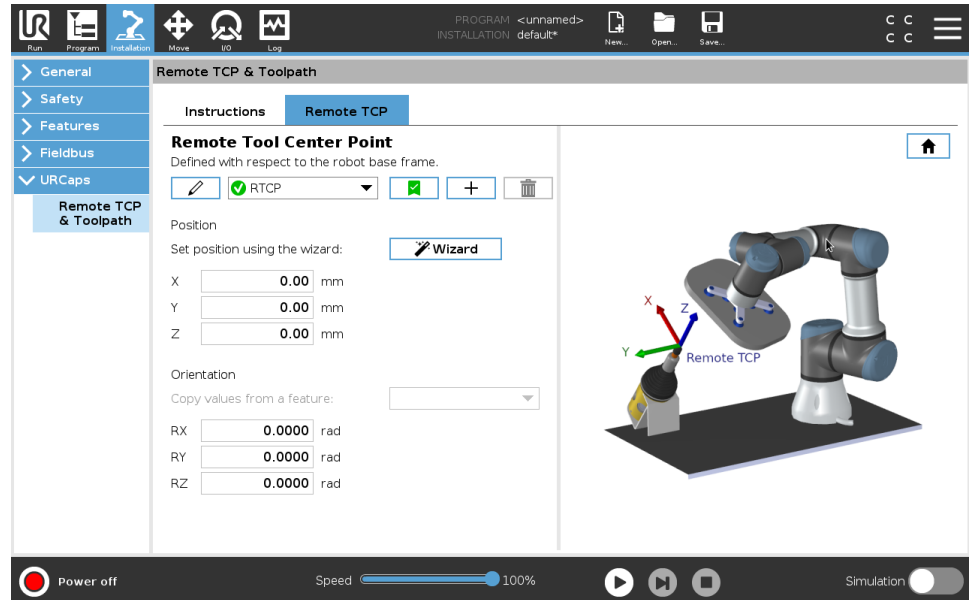 UR
PROGRAM <unnamed>
INSTALLATION default*
C C
C C
Run Program Installation Move I/O Log New... Open... Save...
General
Safety
Features
Fieldbus
URCaps
Remote TCP
& Toolpath
Remote TCP & Toolpath
Instructions Remote TCP
Remote Tool Center Point
Defined with respect to the robot base frame.
RTCP
Position
Set position using the wizard: Wizard
X 0.00 mm
Y 0.00 mm
Z 0.00 mm
Orientation
Copy values from a feature:
RX 0.0000 rad
RY 0.0000 rad
RZ 0.0000 rad
X
Z
Y
Remote TCP
Power off Speed 100% Simulation